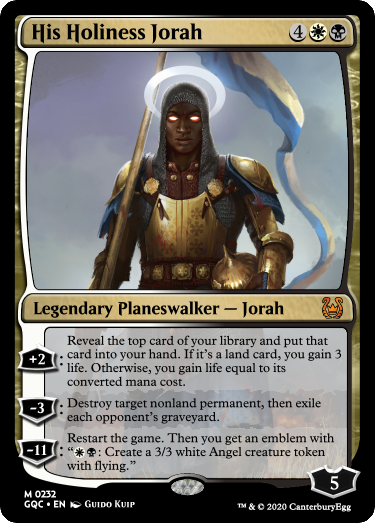 His Holiness Jorah 4
Legendary Planeswalker — Jorah
+2: Reveal the top card of your library and put that
card into your hand. If it's a land card, you gain 3
life. Otherwise, you gain life equal to its
converted mana cost.
-3: Destroy target nonland permanent, then exile
each opponent's graveyard.
-11: Restart the game. Then you get an emblem with
“: Create a 3/3 white Angel creature token
with flying.”
5
M 0232
GQC • EN Guido Kuip
™ & © 2020 CanterburyEgg